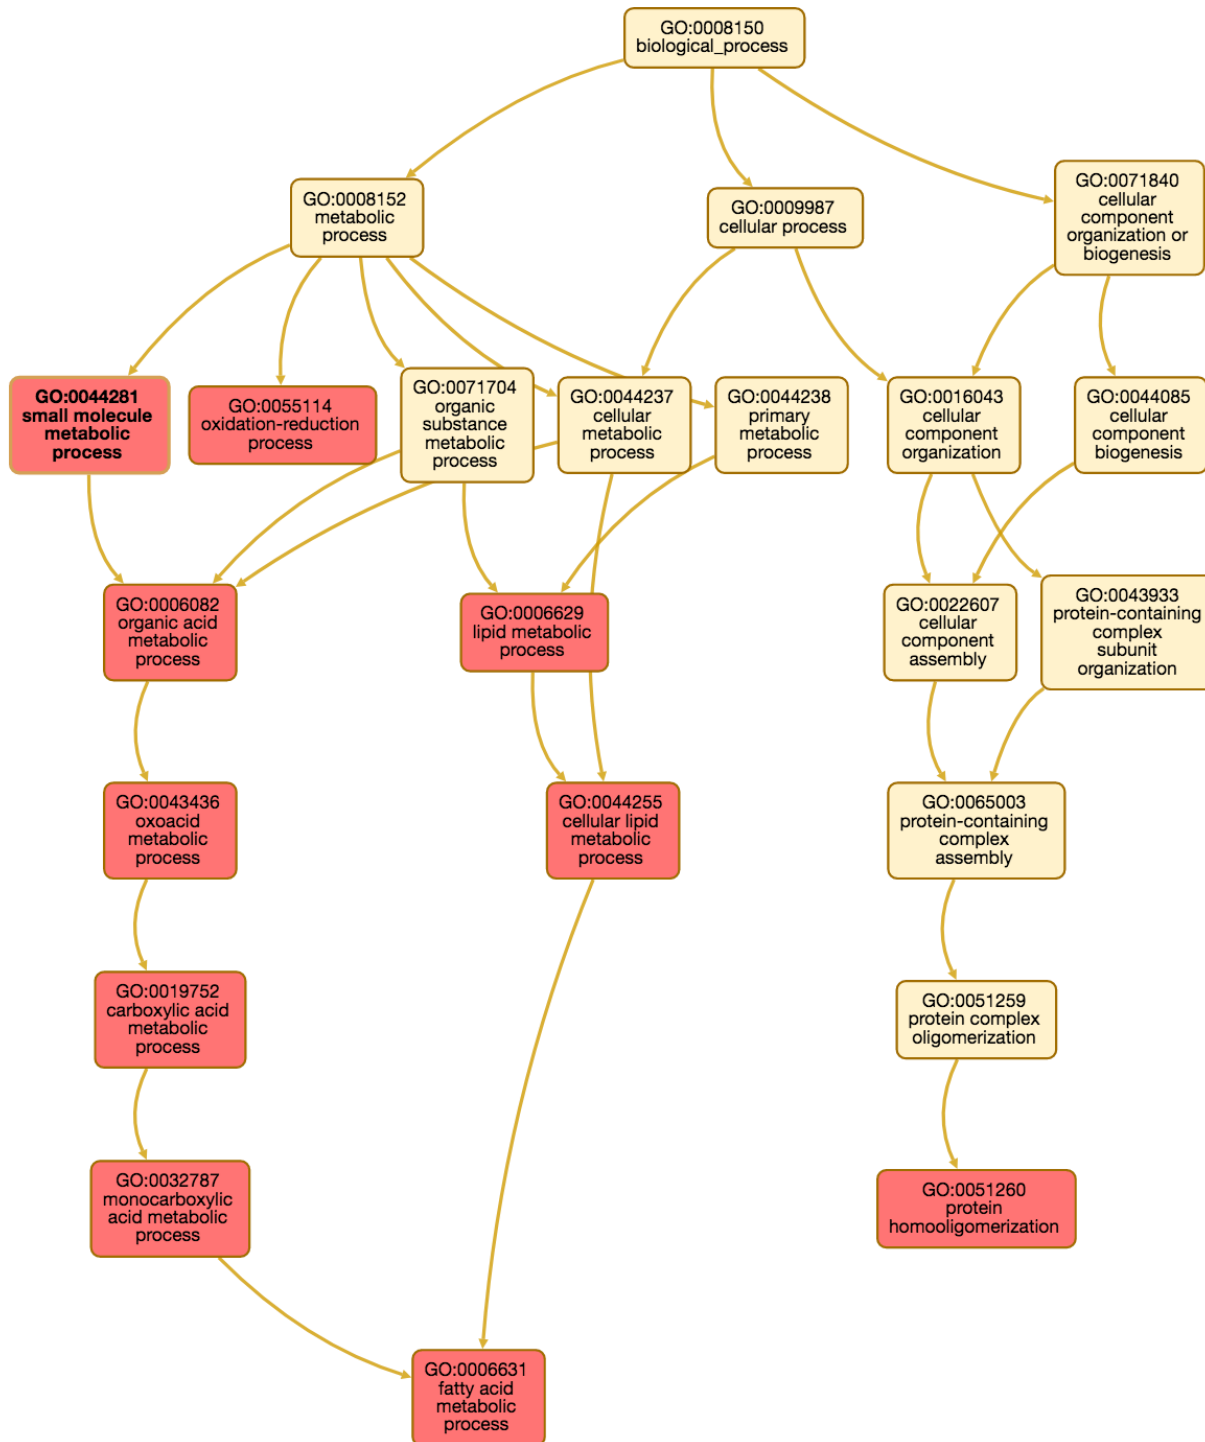 GO:0008150
biological_process
GO:0008152
metabolic
process
GO:0009987
cellular process
GO:0071840
cellular
component
organization or
biogenesis
GO:0044281
small molecule
metabolic
process
GO:0055114
oxidation-reduction
process
GO:0071704
organic
substance
metabolic
process
GO:0044237
cellular
metabolic
process
GO:0044238
primary
metabolic
process
GO:0016043
cellular
component
organization
GO:0044085
cellular
component
biogenesis
GO:0006082
organic acid
metabolic
process
GO:0006629
lipid metabolic
process
GO:0022607
cellular
component
assembly
GO:0043933
protein-containing
complex
subunit
organization
GO:0043436
oxoacid
metabolic
process
GO:0044255
cellular lipid
metabolic
process
GO:0065003
protein-containing
complex
assembly
GO:0019752
carboxylic acid
metabolic
process
GO:0051259
protein complex
oligomerization
GO:0032787
monocarboxylic
acid metabolic
process
GO:0051260
protein
homooligomerization
GO:0006631
fatty acid
metabolic
process